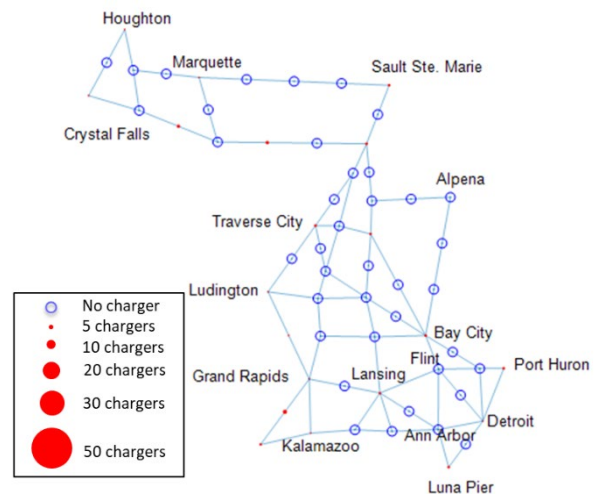 Houghton
Marquette
Sault Ste. Marie
Crystal Falls
Alpena
Traverse City
Ludington
No charger
5 chargers
10 chargers
20 chargers
30 chargers
50 chargers
Bay City
Flint
Port Huron
Grand Rapids
Lansing
Detroit
Kalamazoo
Ann Arbor
Luna Pier